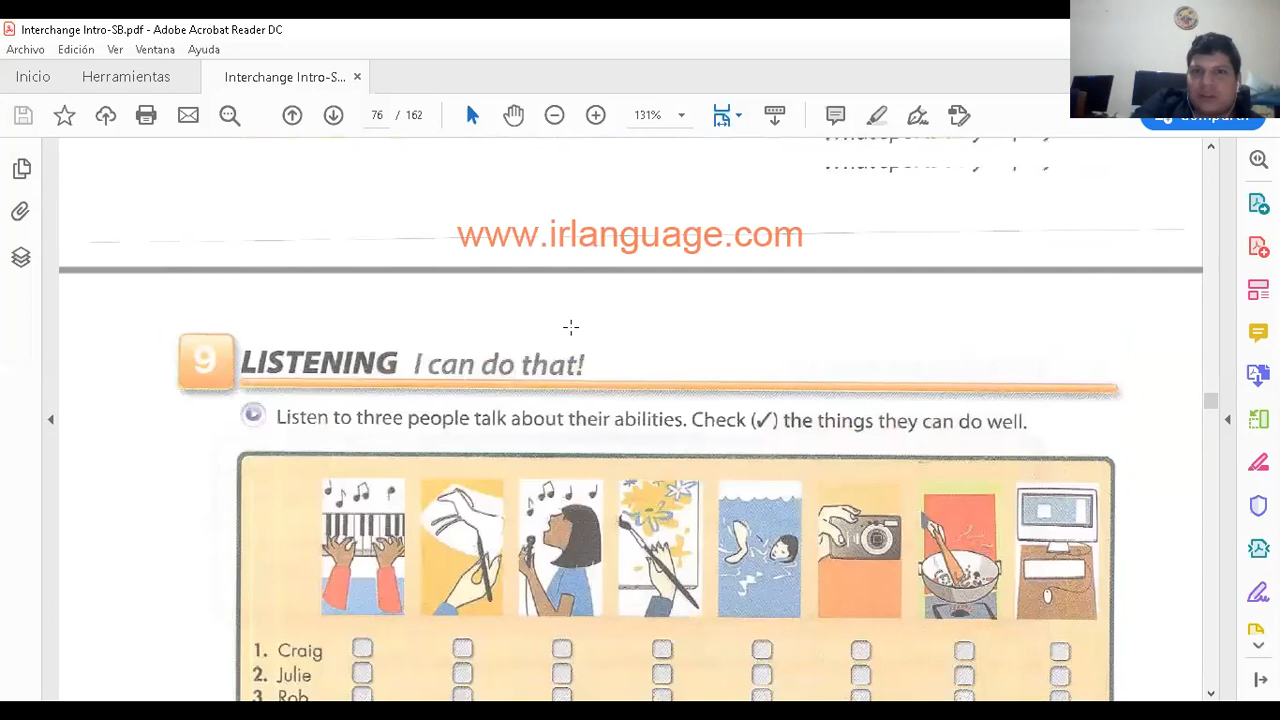 Interchange Intro-SB.pdf - Adobe Acrobat Reader DC
Archivo Edición Ver Ventana Ayuda
Inicio Herramientas Interchange Intro-S... ×
76 / 162 131%
www.irlanguage.com
9 LISTENING I can do that!
Listen to three people talk about their abilities. Check (✓) the things they can do well.
1. Craig
2. Julie
3. Rob